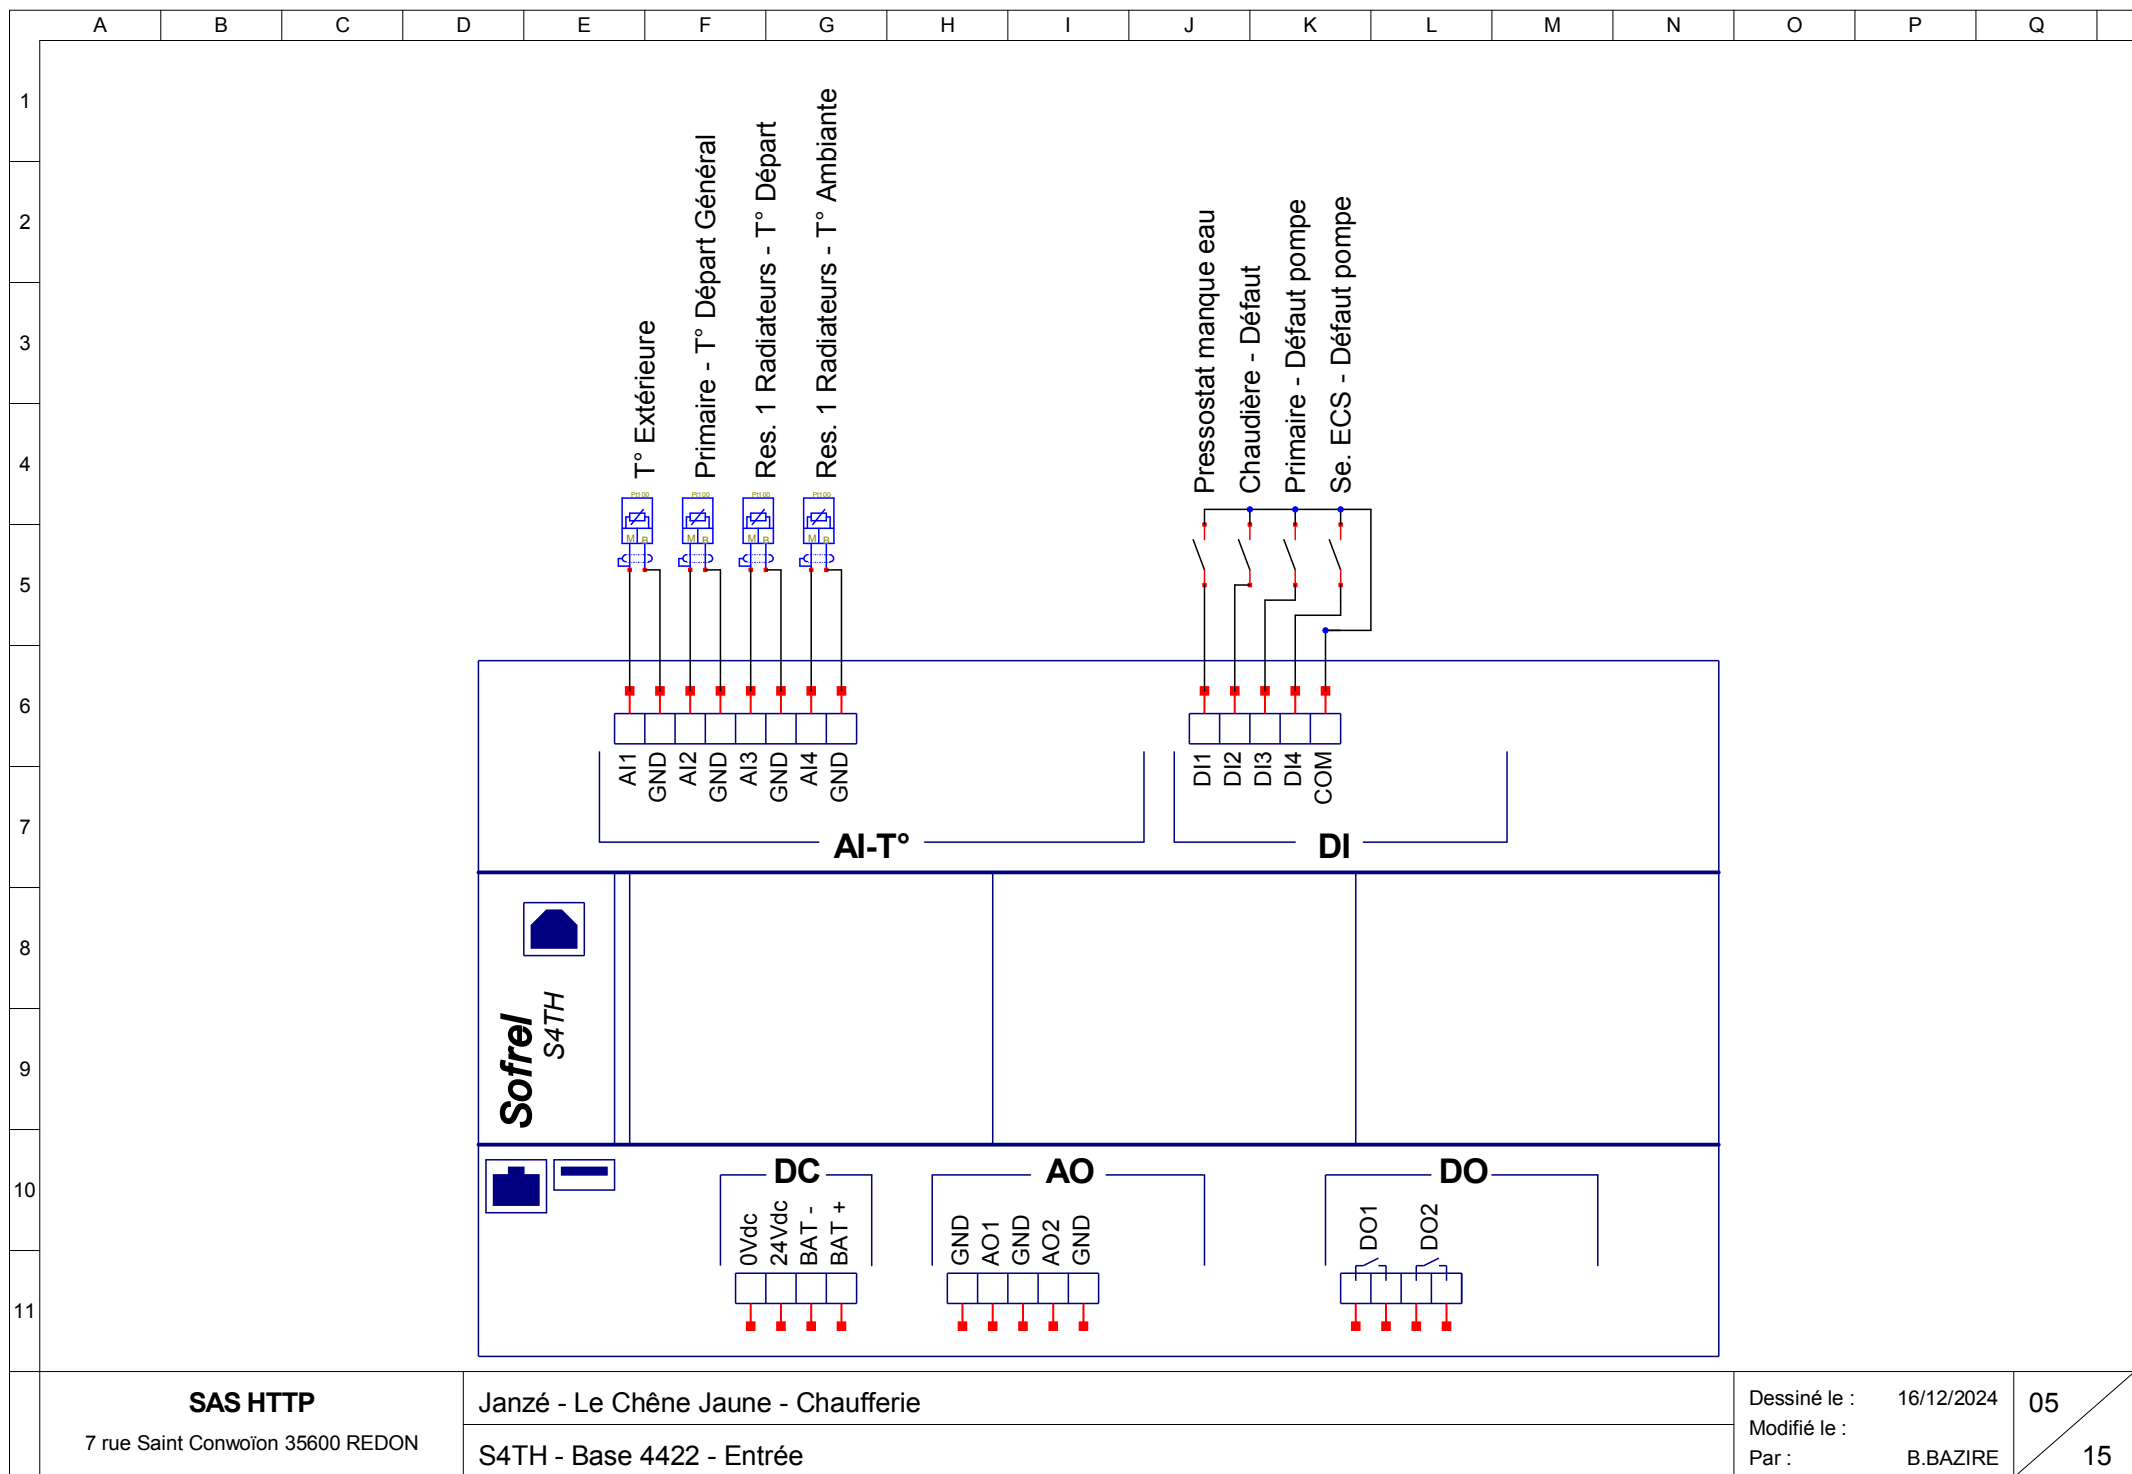 A B C D E F G H I J K L M N O P Q
1
2
3
4
5
6
7
8
9
10
11
T° Extérieure
Primaire - T° Départ Général
Res. 1 Radiateurs - T° Départ
Res. 1 Radiateurs - T° Ambiante
Pressostat manque eau
Chaudière - Défaut
Primaire - Défaut pompe
Se. ECS - Défaut pompe
Pt100 Pt100 Pt100 Pt100
M B M B M B M B
AI1
GND
AI2
GND
AI3
GND
AI4
GND
DI1
DI2
DI3
DI4
COM
AI-T°
DI
Sofrel
S4TH
DC
AO
DO
0Vdc
24Vdc
BAT -
BAT +
GND
AO1
GND
AO2
GND
DO1
DO2
SAS HTTP
7 rue Saint Conwoïon 35600 REDON
Janzé - Le Chêne Jaune - Chaufferie
S4TH - Base 4422 - Entrée
Dessiné le : 16/12/2024
Modifié le :
Par : B.BAZIRE
05
15